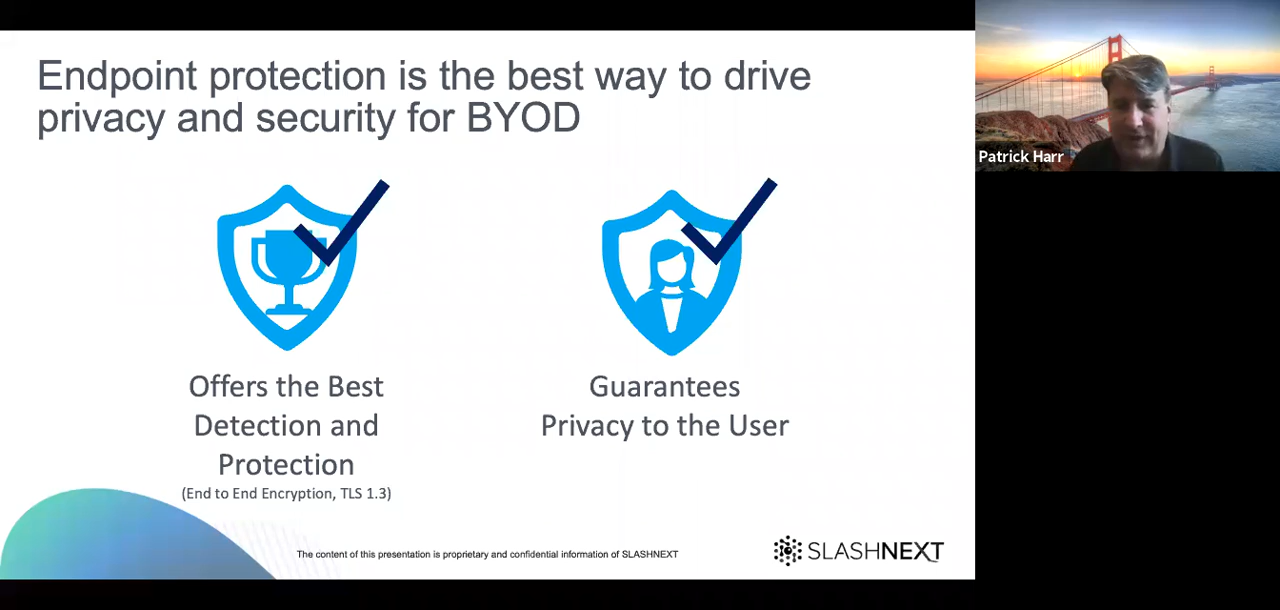 Endpoint protection is the best way to drive
privacy and security for BYOD
Patrick Harr
Offers the Best
Detection and
Protection
(End to End Encryption, TLS 1.3)
Guarantees
Privacy to the User
The content of this presentation is proprietary and confidential information of SLASHNEXT
SLASHNEXT